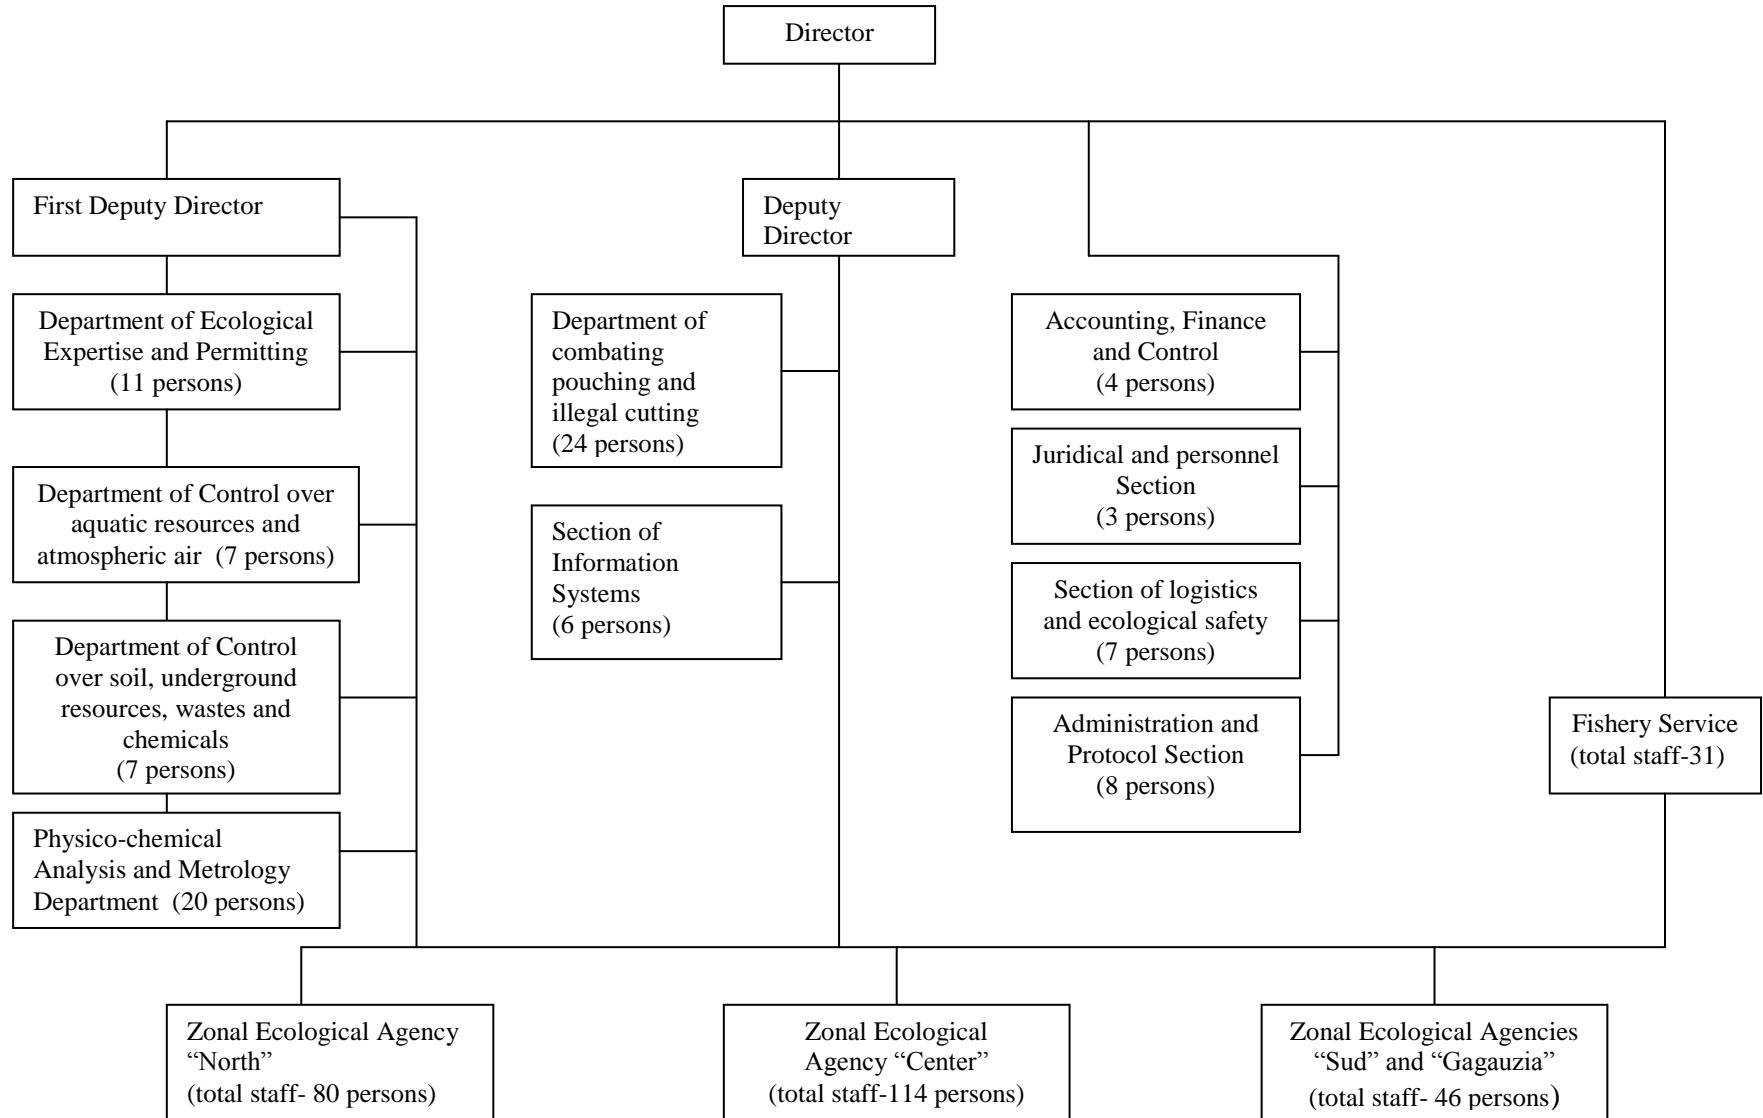 Director
First Deputy Director
Deputy
Director
Department of Ecological
Expertise and Permitting
(11 persons)
Department of
combating
pouching and
illegal cutting
(24 persons)
Accounting, Finance
and Control
(4 persons)
Juridical and personnel
Section
(3 persons)
Department of Control over
aquatic resources and
atmospheric air (7 persons)
Section of
Information
Systems
(6 persons)
Section of logistics
and ecological safety
(7 persons)
Department of Control
over soil, underground
resources, wastes and
chemicals
(7 persons)
Administration and
Protocol Section
(8 persons)
Fishery Service
(total staff-31)
Physico-chemical
Analysis and Metrology
Department (20 persons)
Zonal Ecological Agency
“North”
(total staff- 80 persons)
Zonal Ecological
Agency “Center”
(total staff-114 persons)
Zonal Ecological Agencies
“Sud” and “Gagauzia”
(total staff- 46 persons)